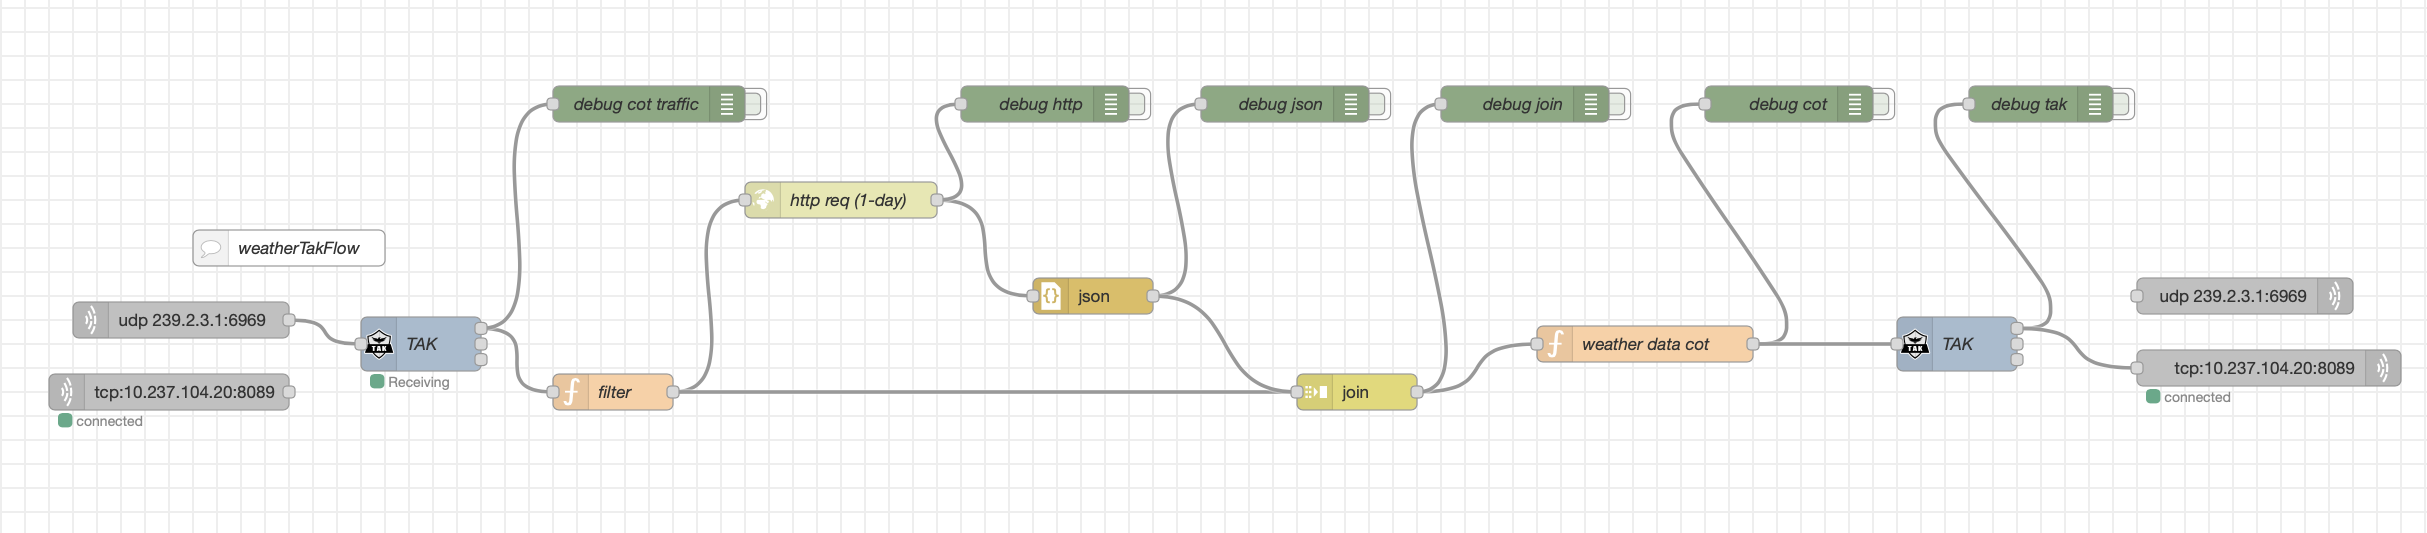 debug cot traffic
debug http
debug json
debug join
debug cot
debug tak
http req (1-day)
weatherTakFlow
json
udp 239.2.3.1:6969
udp 239.2.3.1:6969
TAK
TAK
Receiving
weather data cot
TAK
TAK
tcp:10.237.104.20:8089
connected
tcp:10.237.104.20:8089
connected
filter
join